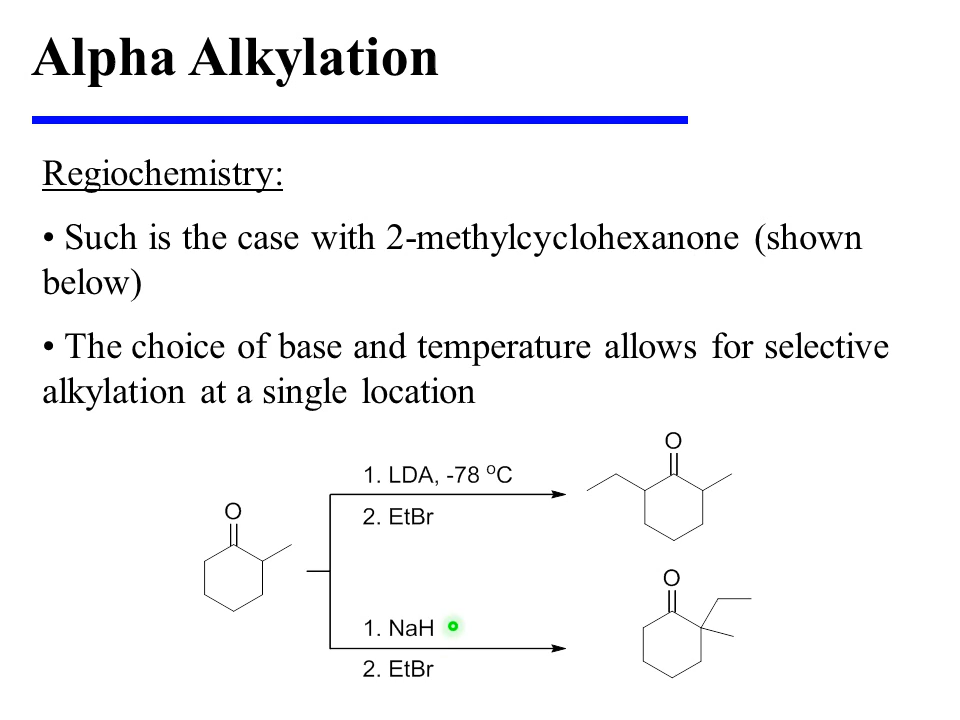 Alpha Alkylation
Regiochemistry:
• Such is the case with 2-methylcyclohexanone (shown
below)
• The choice of base and temperature allows for selective
alkylation at a single location
O
1. LDA, -78 °C
2. EtBr
O
O
1. NaH
2. EtBr